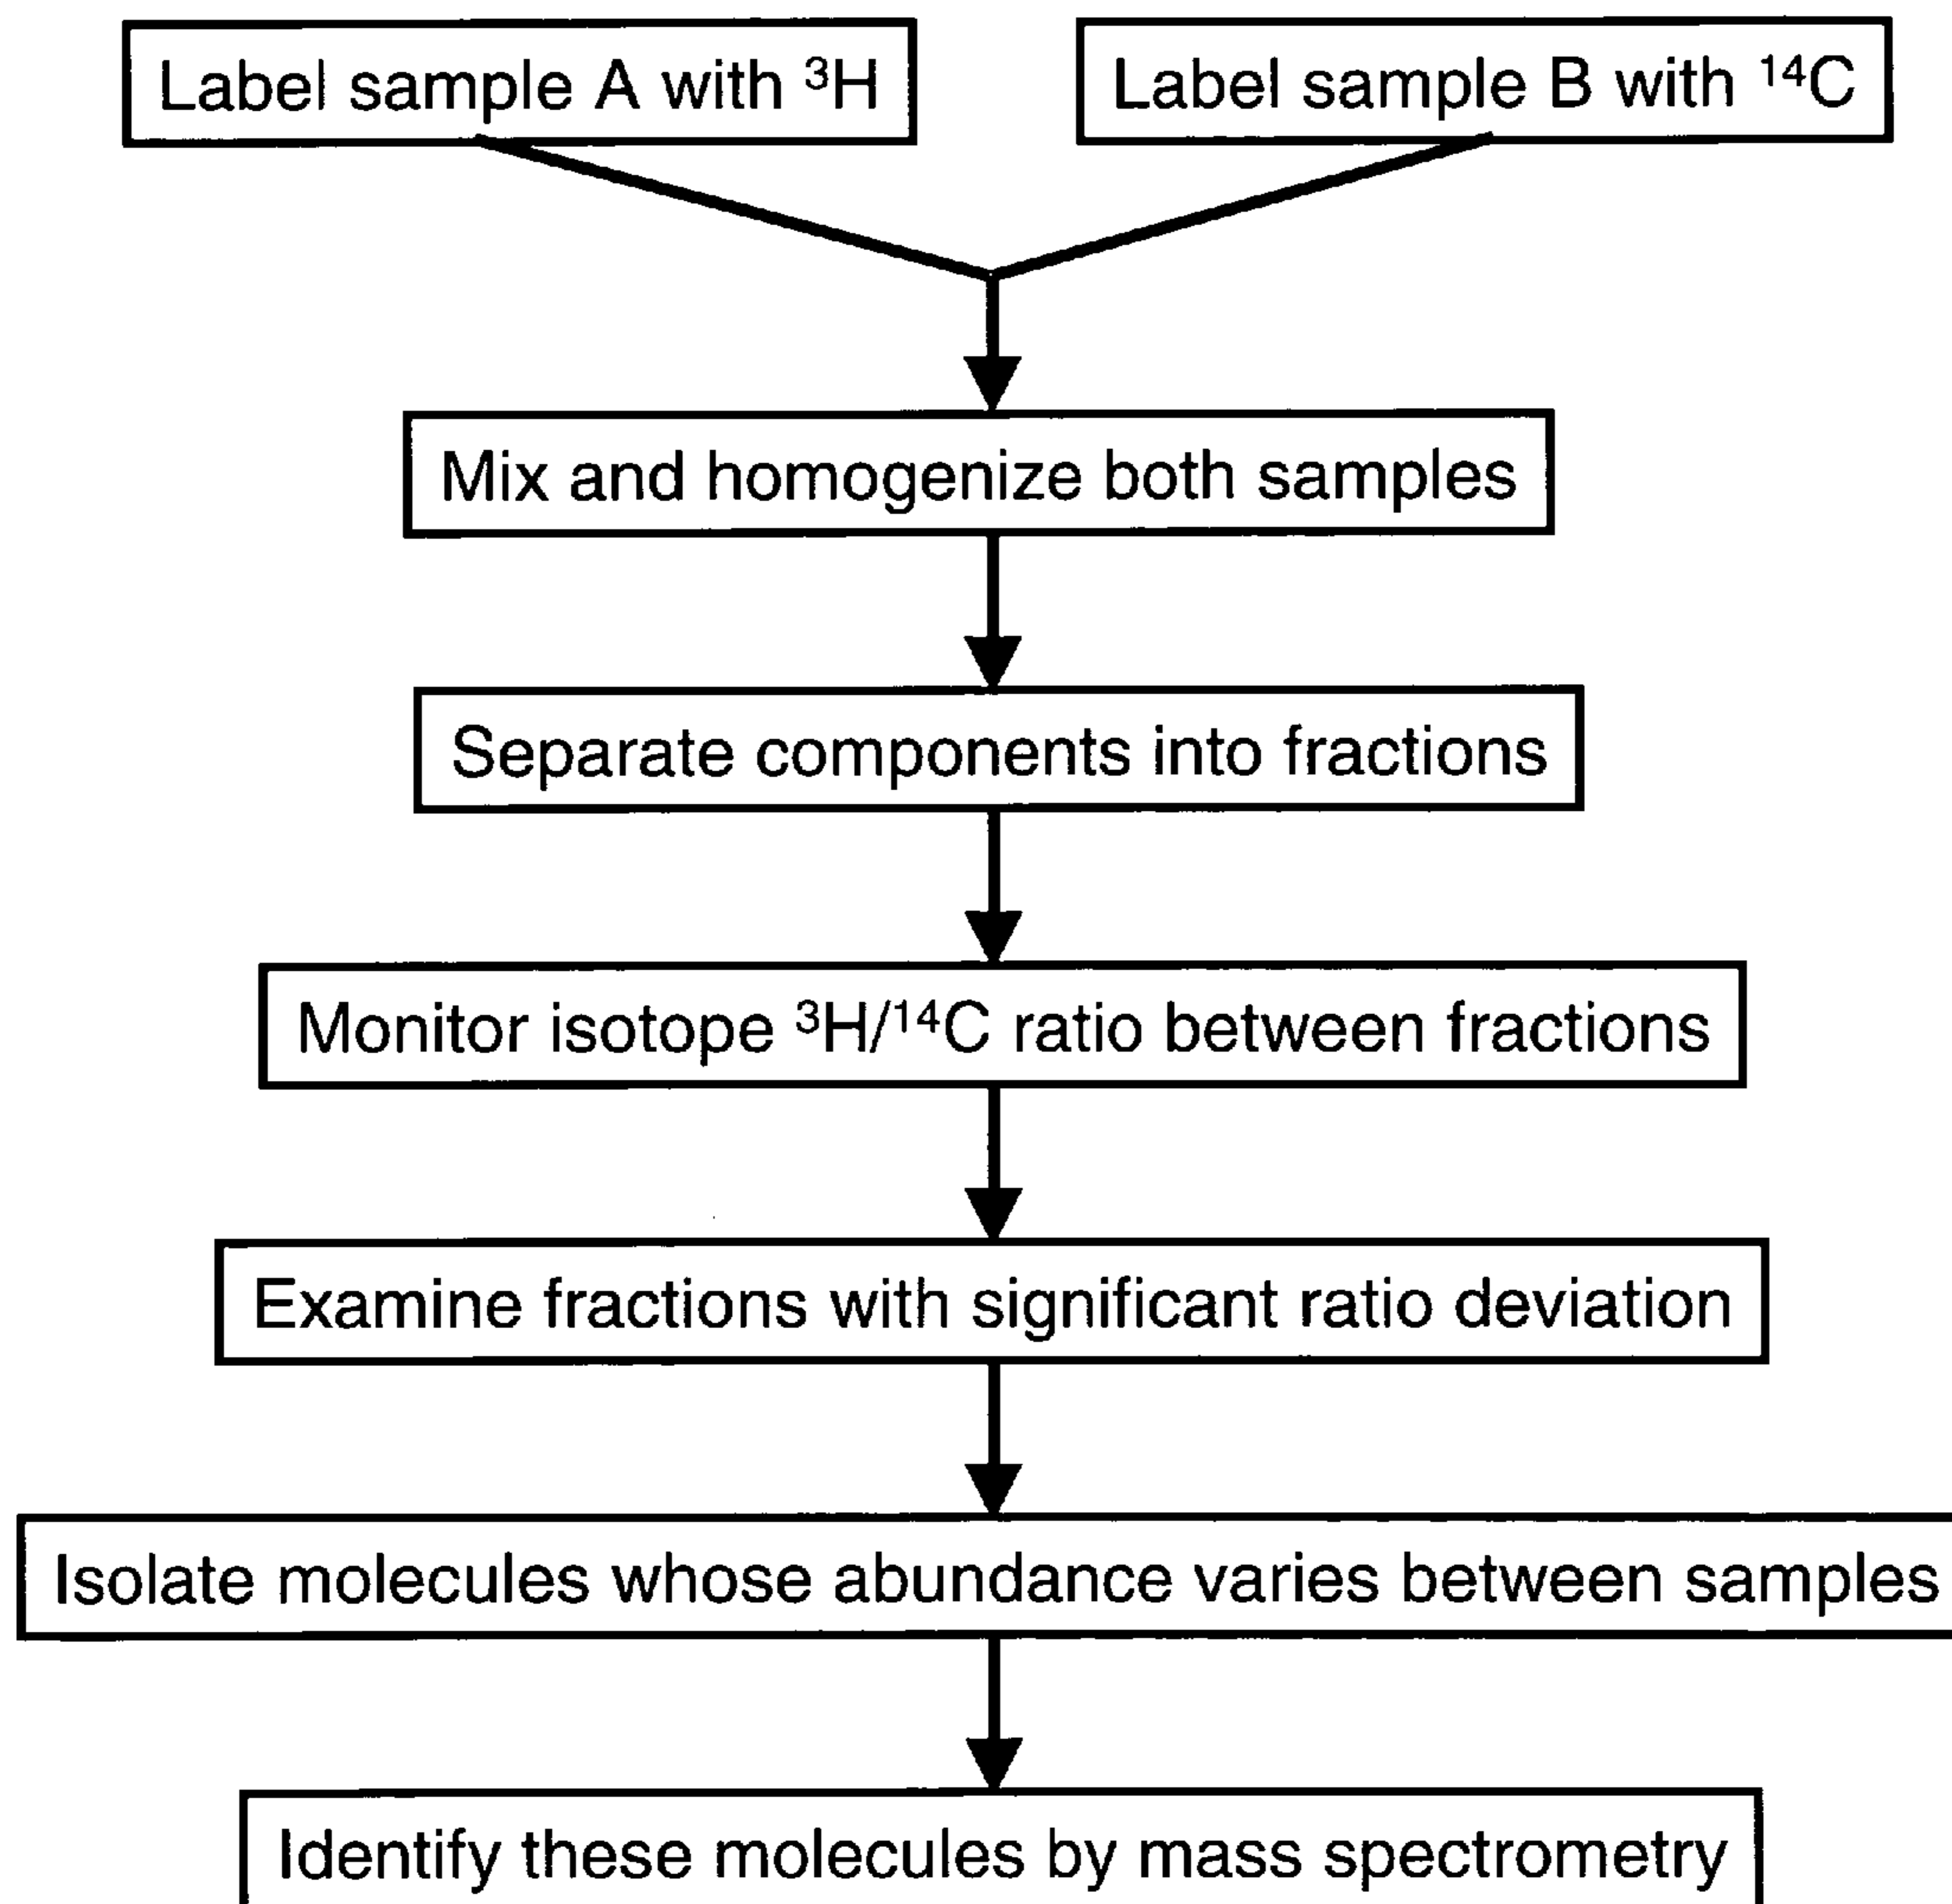 Label sample A with ³H
Label sample B with ¹⁴C
Mix and homogenize both samples
Separate components into fractions
Monitor isotope ³H/¹⁴C ratio between fractions
Examine fractions with significant ratio deviation
Isolate molecules whose abundance varies between samples
Identify these molecules by mass spectrometry